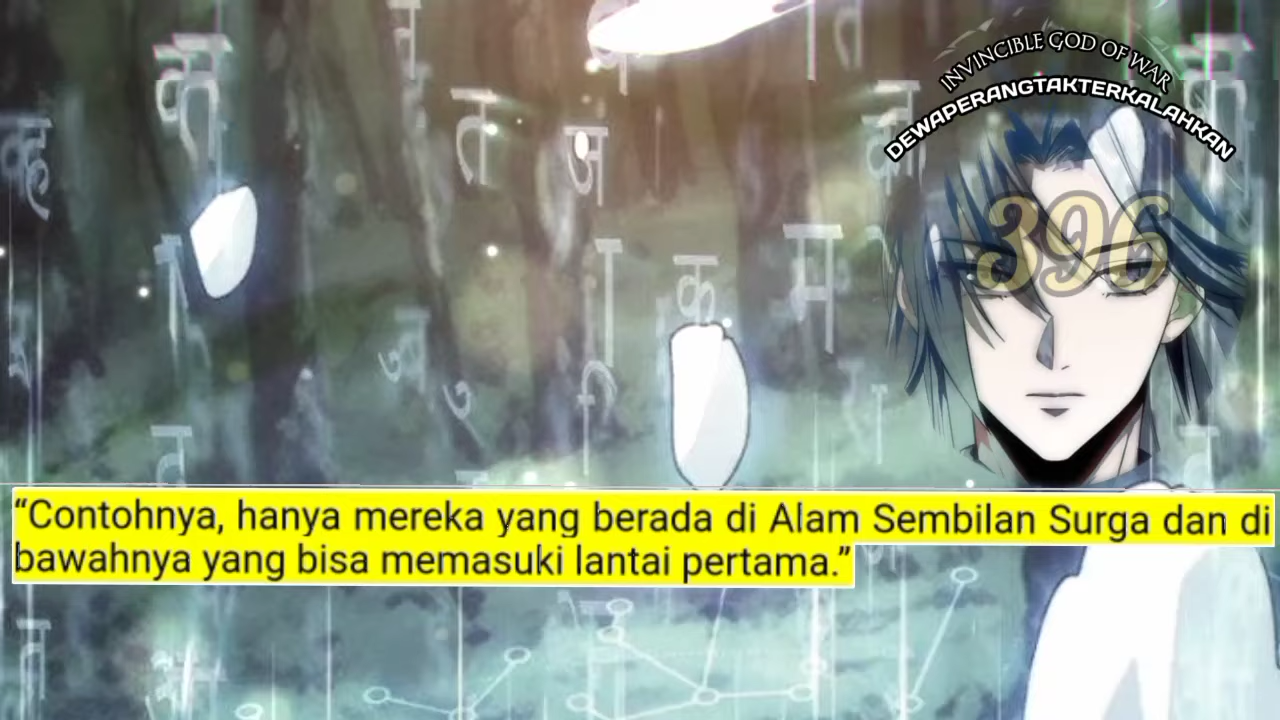 INVINCIBLE GOD OF WAR
DEWAPERANGTAKTERKALAHKAN
396
“Contohnya, hanya mereka yang berada di Alam Sembilan Surga dan di
bawahnya yang bisa memasuki lantai pertama.”